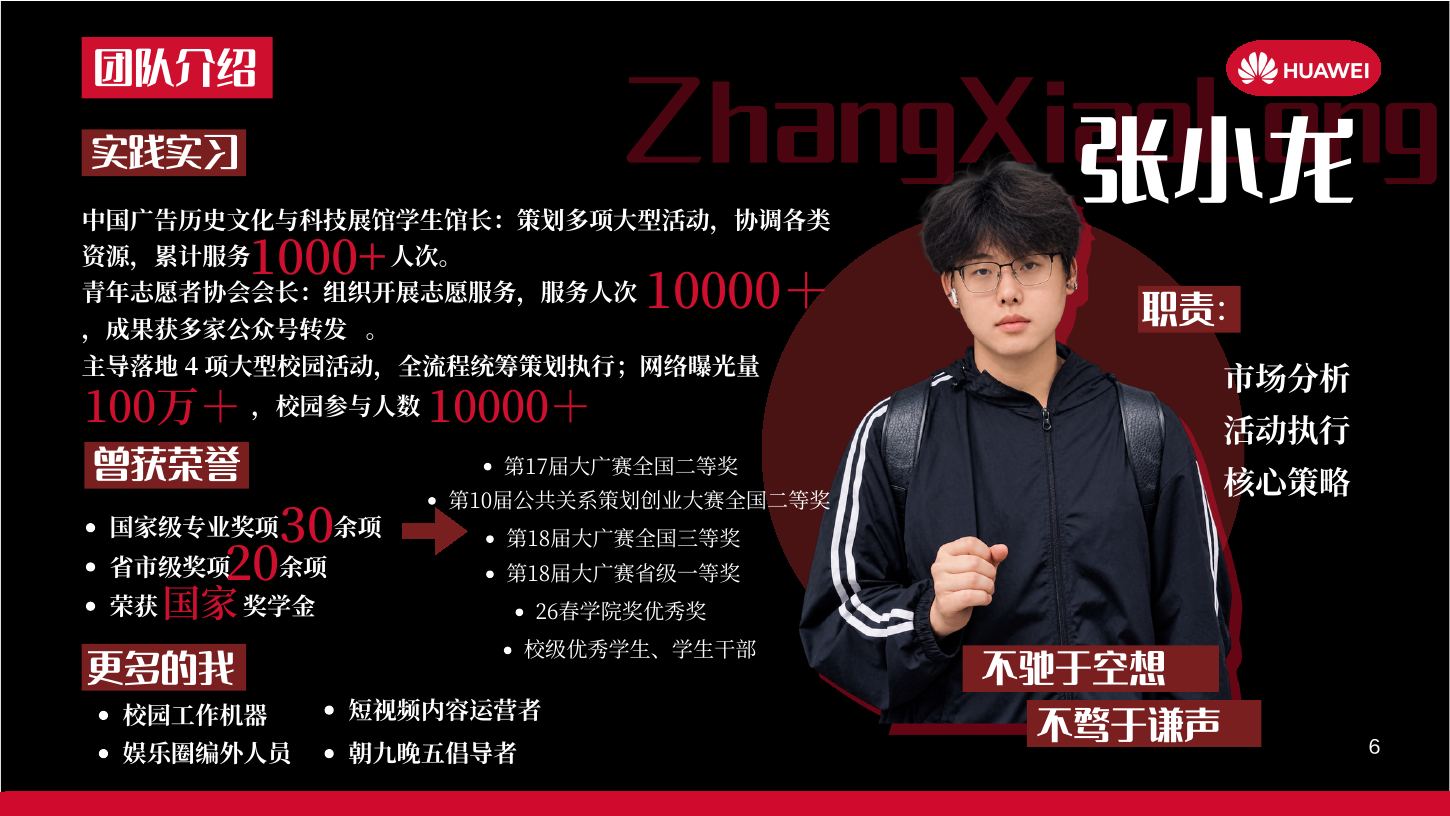 团队介绍
HUAWEI
ZhangXiaoLong
张小龙
实践实习
中国广告历史文化与科技展馆学生馆长：策划多项大型活动，协调各类
资源，累计服务1000+人次。
青年志愿者协会会长：组织开展志愿服务，服务人次 10000＋
，成果获多家公众号转发 。
主导落地 4 项大型校园活动，全流程统筹策划执行；网络曝光量
100万＋，校园参与人数 10000＋
曾获荣誉
• 国家级专业奖项30余项
• 省市级奖项20余项
• 荣获 国家 奖学金
• 第17届大广赛全国二等奖
• 第10届公共关系策划创业大赛全国二等奖
• 第18届大广赛全国三等奖
• 第18届大广赛省级一等奖
• 26春学院奖优秀奖
• 校级优秀学生、学生干部
更多的我
• 校园工作机器
• 娱乐圈编外人员
• 短视频内容运营者
• 朝九晚五倡导者
职责：
市场分析
活动执行
核心策略
不驰于空想
不骛于谦声
6